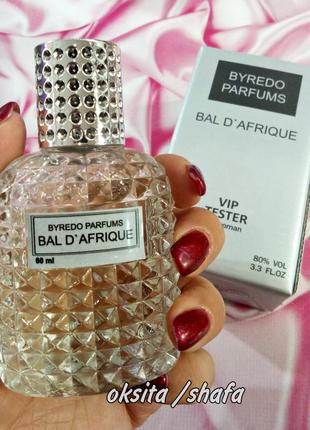 BYREDO PARFUMS
BAL D`AFRIQUE
60 ml
BYREDO
PARFUMS
BAL D`AFRIQUE
VIP
TESTER
80% VOL
3.3 FL.OZ
oksita /shafa